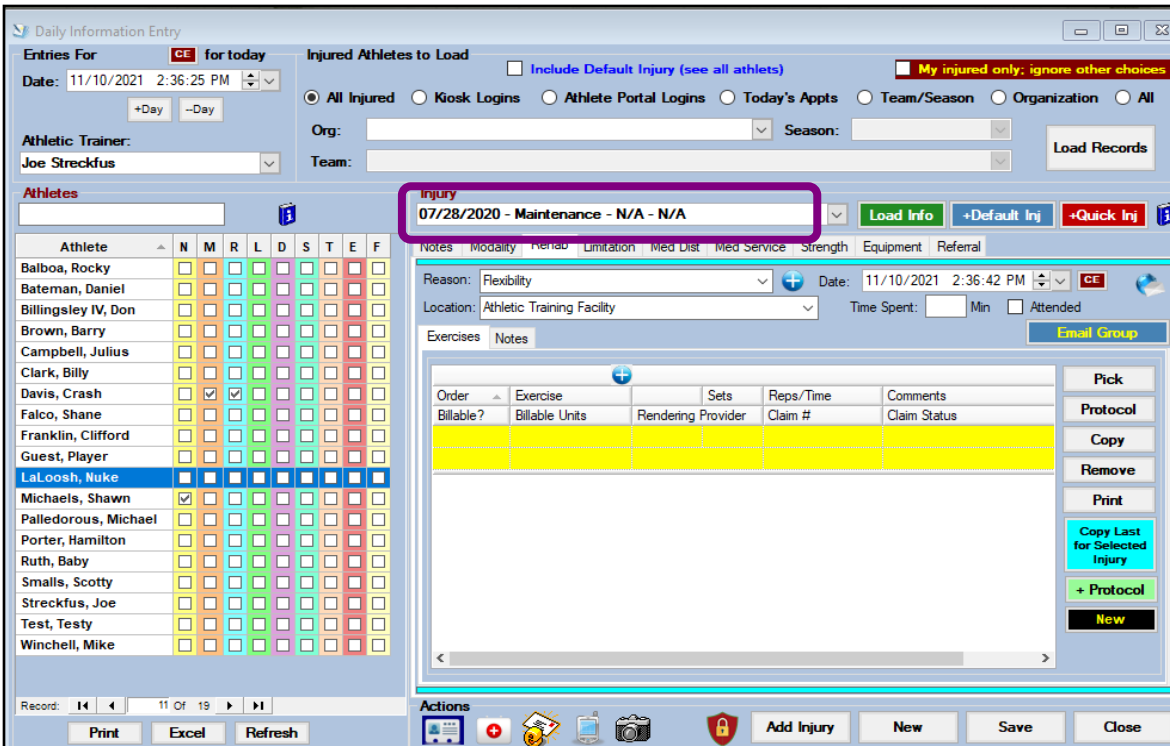 Daily Information Entry
Entries For CE for today
Date: 11/10/2021 2:36:25 PM
+Day --Day
Athletic Trainer:
Joe Streckfus
Injured Athletes to Load
Include Default Injury (see all athlets)
My injured only; ignore other choices
All Injured Kiosk Logins Athlete Portal Logins Today's Appts Team/Season Organization All
Org: Season:
Team:
Load Records
Athletes
Injury
07/28/2020 - Maintenance - N/A - N/A
Load Info +Default Inj +Quick Inj
Athlete N M R L D S T E F
Balboa, Rocky
Bateman, Daniel
Billingsley IV, Don
Brown, Barry
Campbell, Julius
Clark, Billy
Davis, Crash
Falco, Shane
Franklin, Clifford
Guest, Player
LaLoosh, Nuke
Michaels, Shawn
Palledorous, Michael
Porter, Hamilton
Ruth, Baby
Smalls, Scotty
Streckfus, Joe
Test, Testy
Winchell, Mike
Record: 11 Of 19
Print Excel Refresh
Notes Modality Rehab Limitation Med List Med Service Strength Equipment Referral
Reason: Flexibility Date: 11/10/2021 2:36:42 PM CE
Location: Athletic Training Facility Time Spent: Min Attended
Exercises Notes
Email Group
Order Exercise Sets Reps/Time Comments
Billable? Billable Units Rendering Provider Claim # Claim Status
Pick
Protocol
Copy
Remove
Print
Copy Last
for Selected
Injury
+ Protocol
New
Actions
Add Injury New Save Close